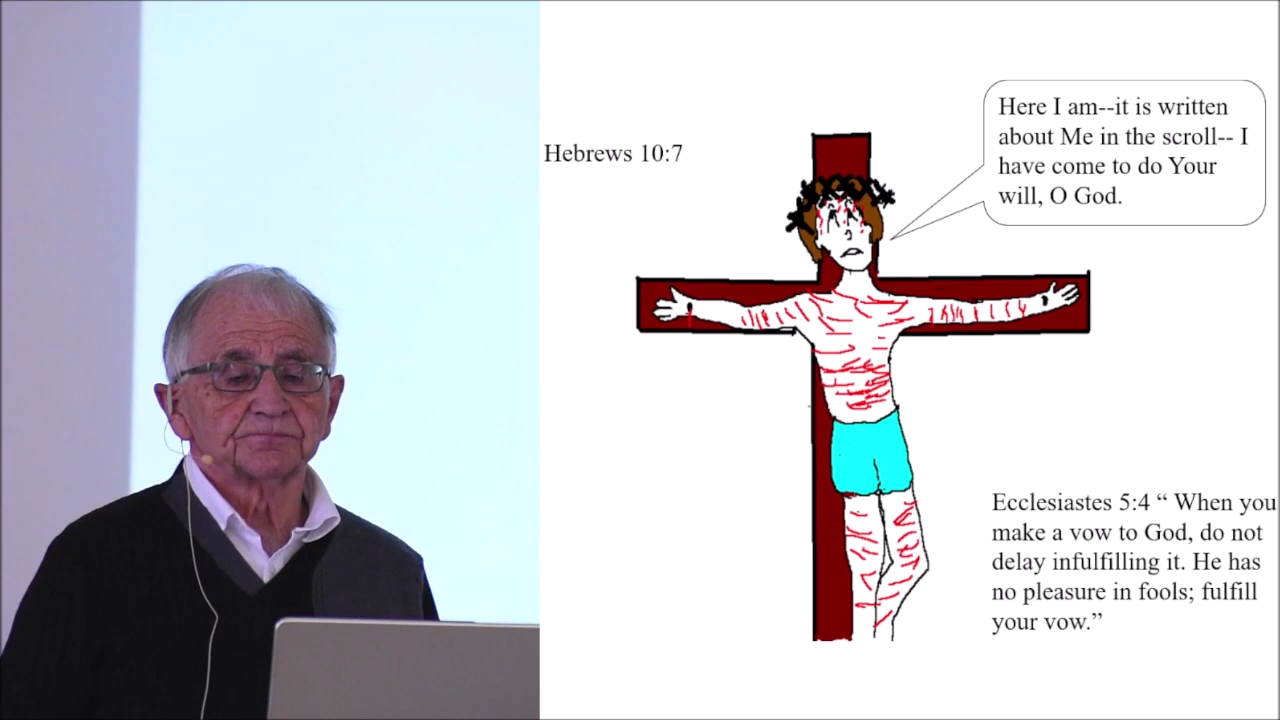 Hebrews 10:7
Here I am--it is written
about Me in the scroll-- I
have come to do Your
will, O God.
Ecclesiastes 5:4 “ When you
make a vow to God, do not
delay infulfilling it. He has
no pleasure in fools; fulfill
your vow.”